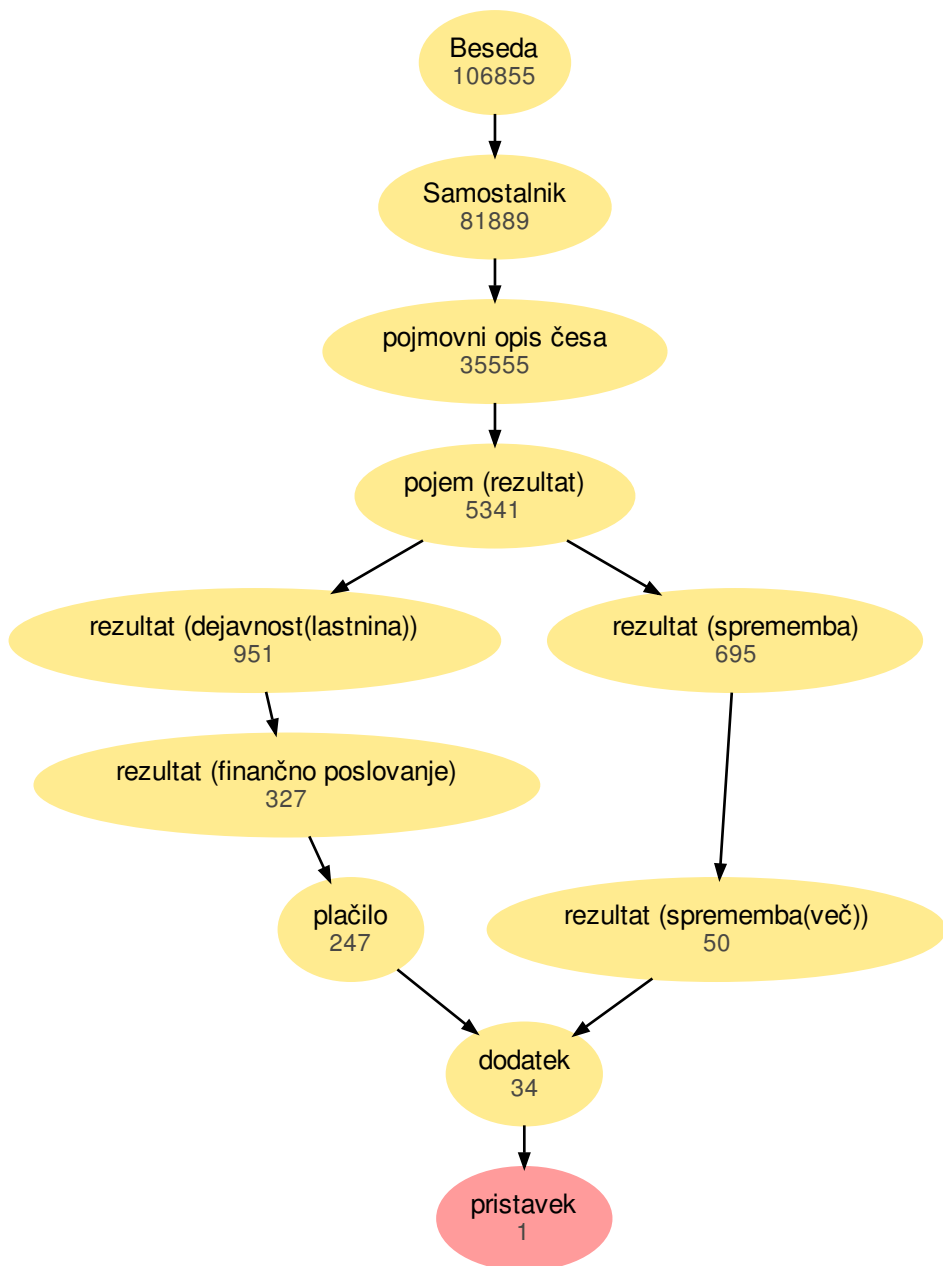 Beseda
106855
Samostalnik
81889
pojmovni opis česa
35555
pojem (rezultat)
5341
rezultat (dejavnost(lastnina))
951
rezultat (sprememba)
695
rezultat (finančno poslovanje)
327
plačilo
247
rezultat (sprememba(več))
50
dodatek
34
pristavek
1